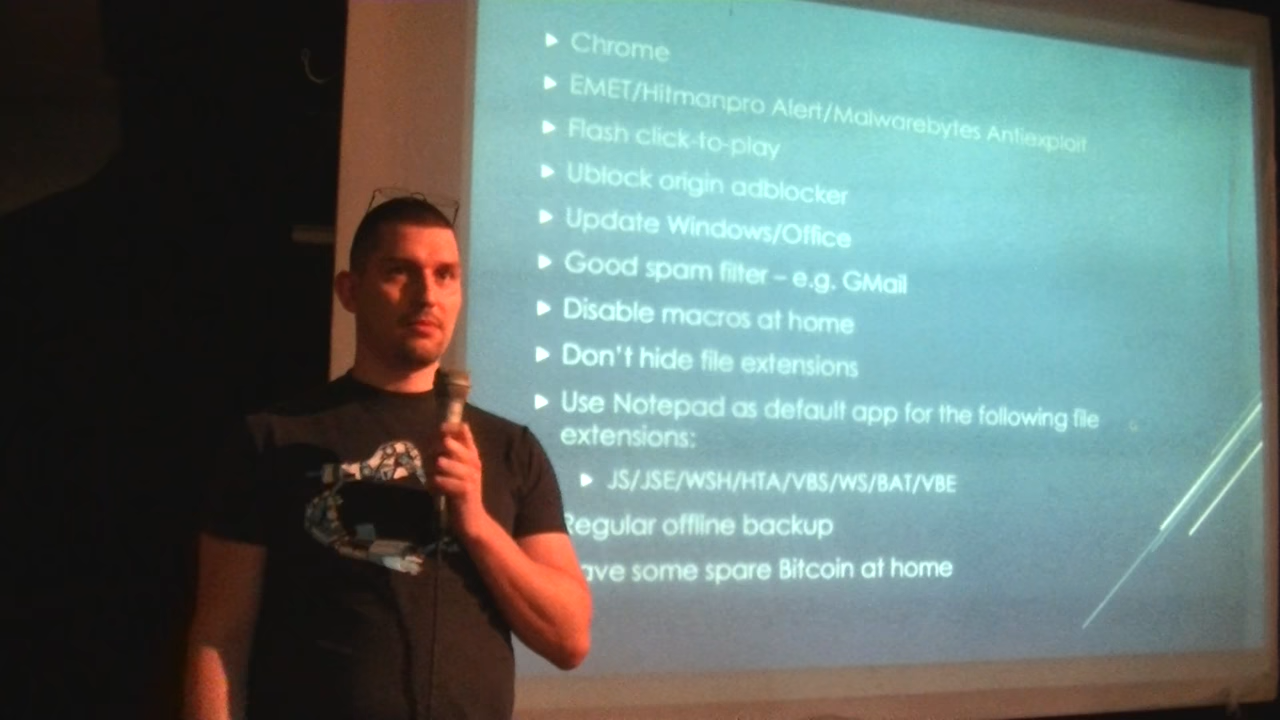 Chrome
EMET/Hitmanpro Alert/Malwarebytes Antiexploit
Flash click-to-play
Ublock origin adblocker
Update Windows/Office
Good spam filter – e.g. GMail
Disable macros at home
Don't hide file extensions
Use Notepad as default app for the following file
extensions:
JS/JSE/WSH/HTA/VBS/WS/BAT/VBE
Regular offline backup
ave some spare Bitcoin at home